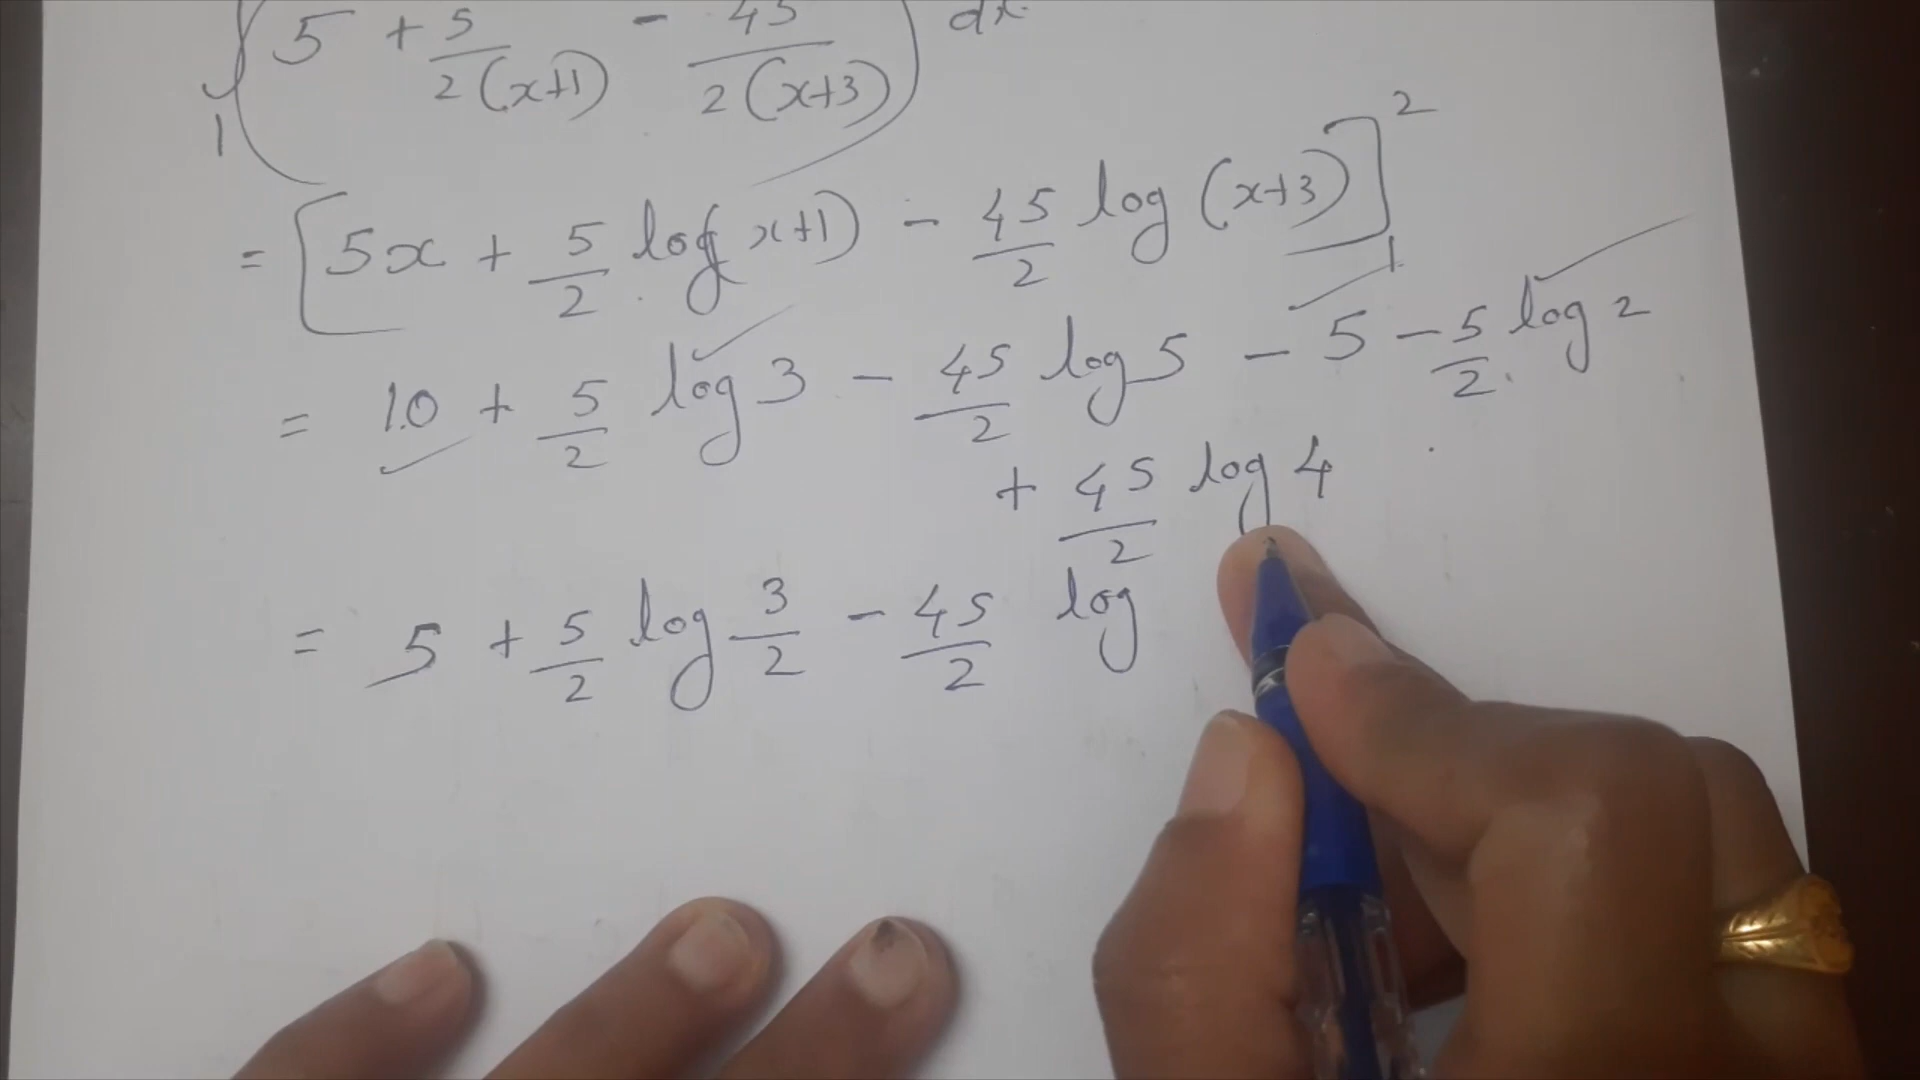 ∫₁ ( 5 + 5/2(x+1) - 45/2(x+3) ) dx
= [ 5x + 5/2 log(x+1) - 45/2 log (x+3) ]₁²
= 10 + 5/2 log 3 - 45/2 log 5 - 5 - 5/2 log 2
+ 45/2 log 4
= 5 + 5/2 log 3/2 - 45/2 log